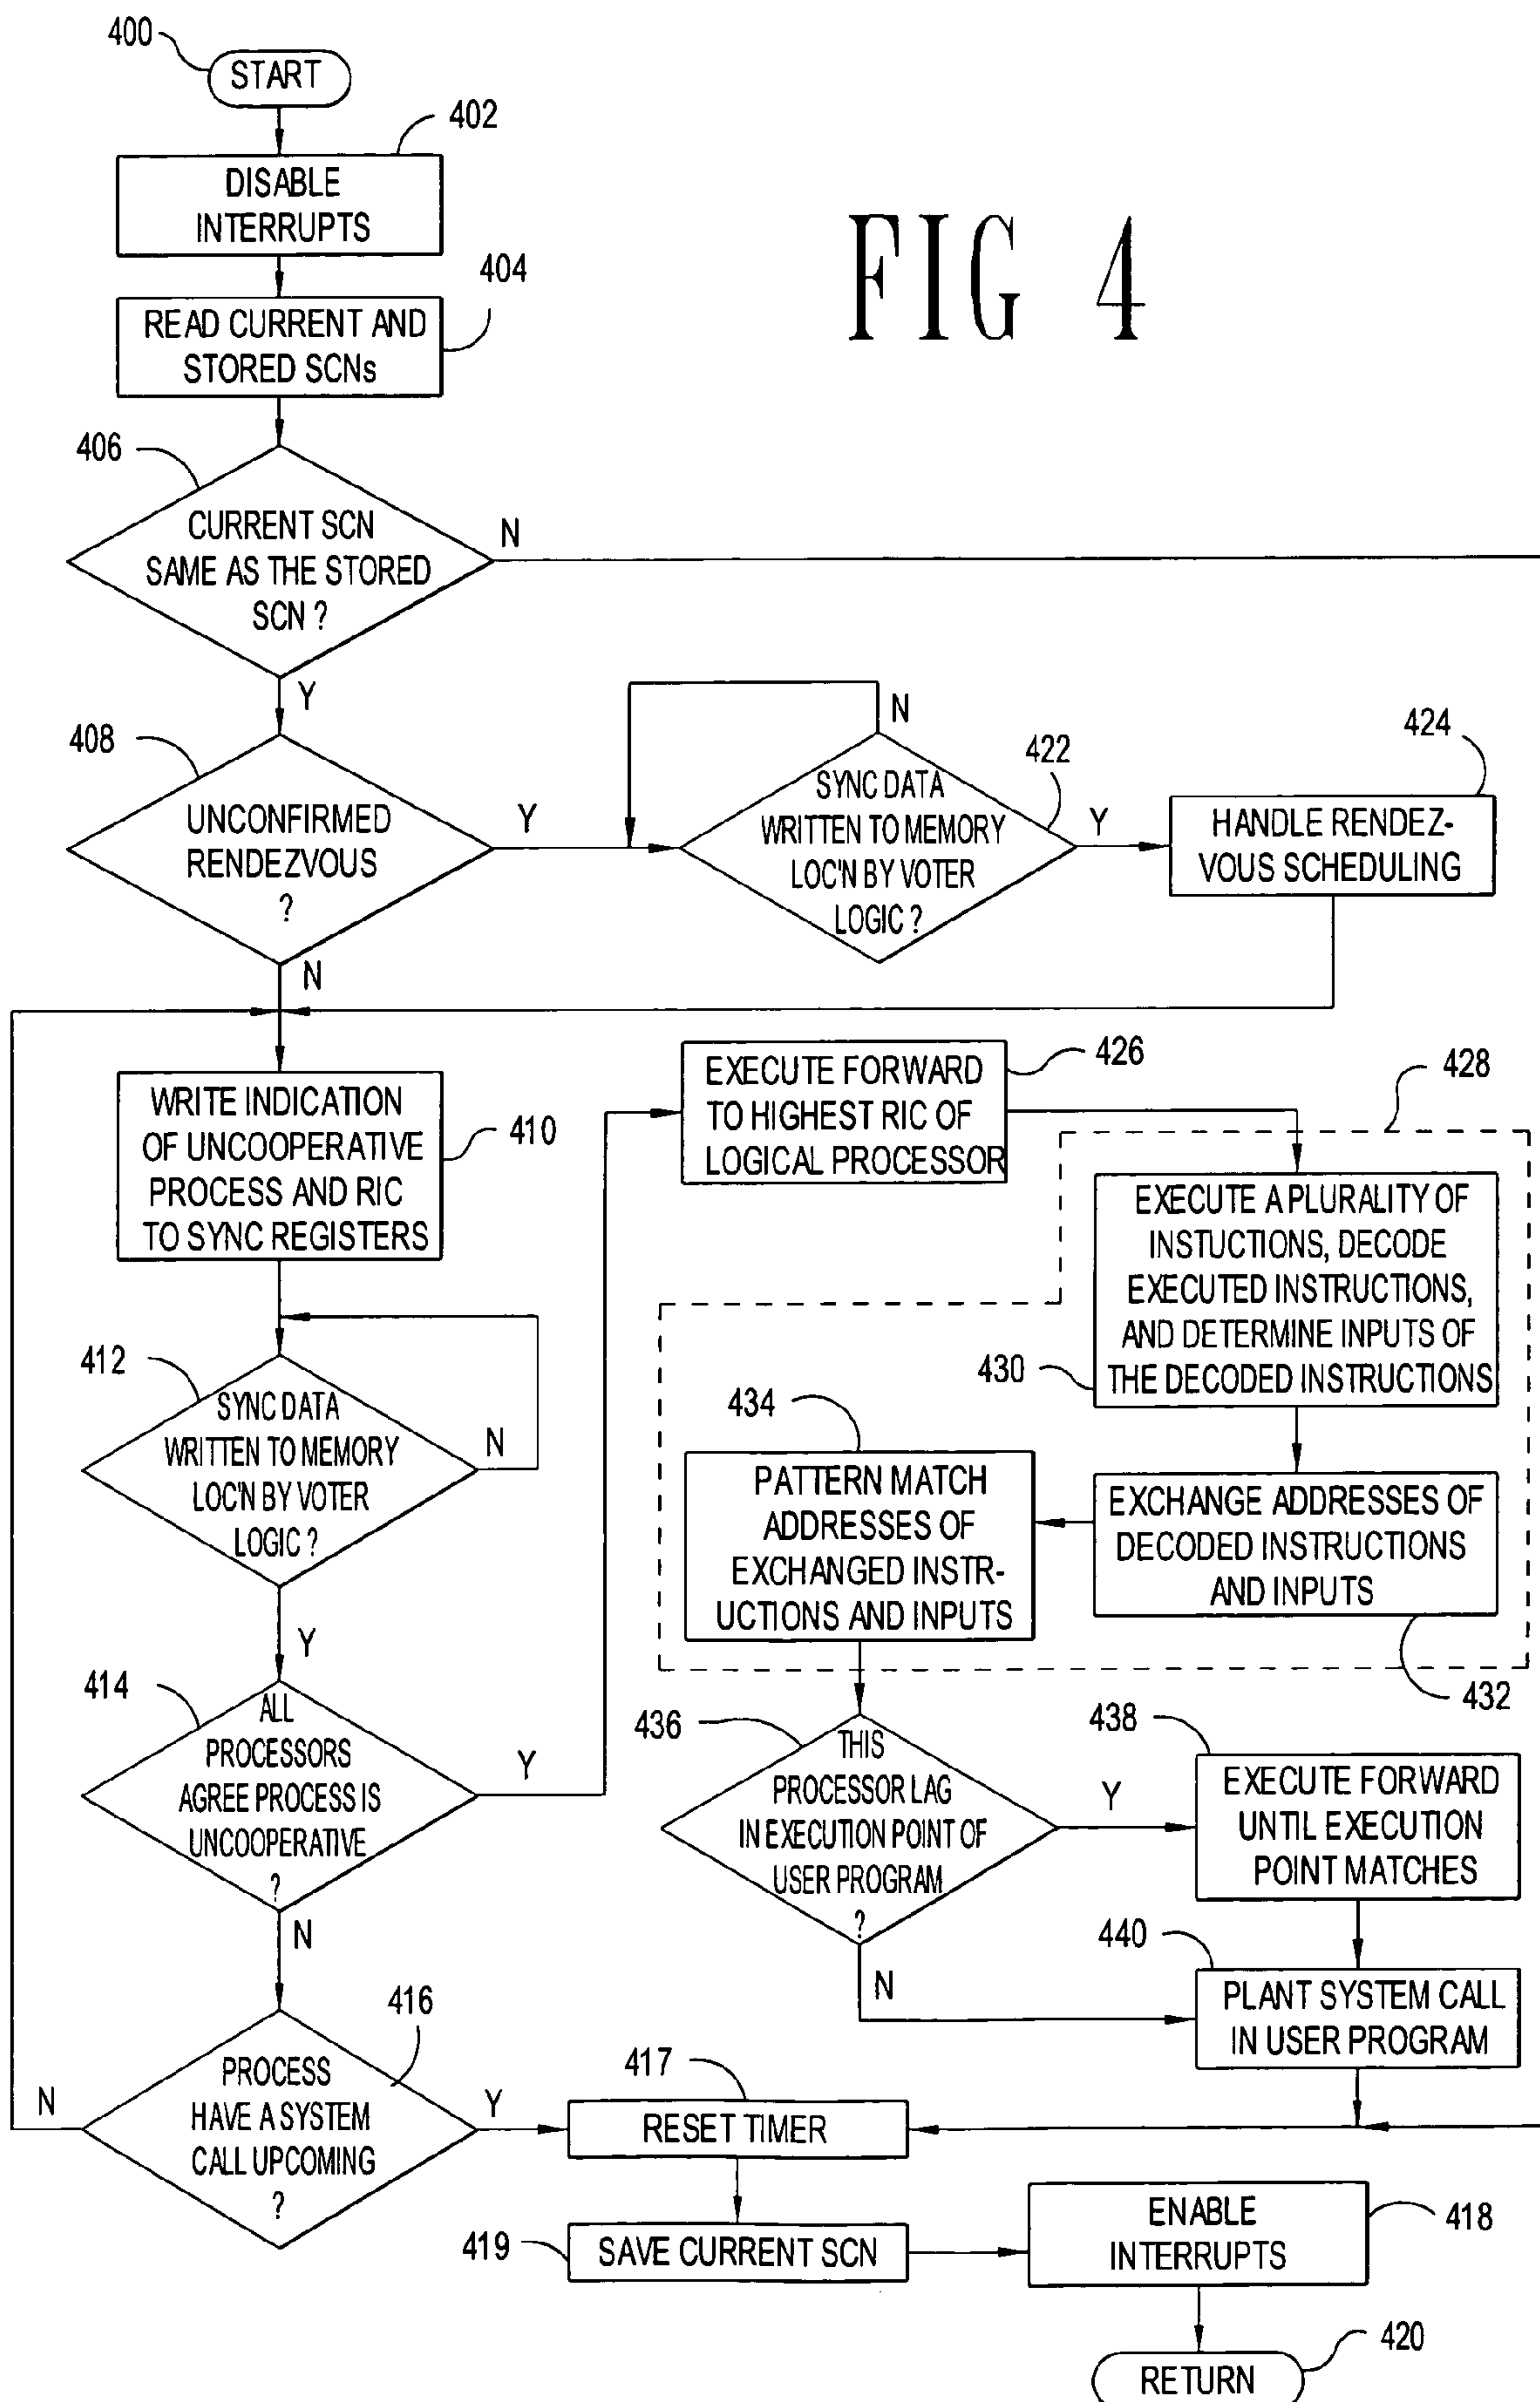 400
START
402
DISABLE
INTERRUPTS
404
READ CURRENT AND
STORED SCNs
FIG 4
406
CURRENT SCN
SAME AS THE STORED
SCN ?
N
Y
408
UNCONFIRMED
RENDEZVOUS
?
Y
N
N
422
SYNC DATA
WRITTEN TO MEMORY
LOC'N BY VOTER
LOGIC ?
Y
424
HANDLE RENDEZ-
VOUS SCHEDULING
WRITE INDICATION
OF UNCOOPERATIVE
PROCESS AND RIC
TO SYNC REGISTERS
410
412
SYNC DATA
WRITTEN TO MEMORY
LOC'N BY VOTER
LOGIC ?
N
Y
414
ALL
PROCESSORS
AGREE PROCESS IS
UNCOOPERATIVE
?
Y
N
416
PROCESS
HAVE A SYSTEM
CALL UPCOMING
?
N
Y
EXECUTE FORWARD
TO HIGHEST RIC OF
LOGICAL PROCESSOR
426
428
EXECUTE A PLURALITY OF
INSTUCTIONS, DECODE
EXECUTED INSTRUCTIONS,
AND DETERMINE INPUTS OF
THE DECODED INSTRUCTIONS
430
EXCHANGE ADDRESSES OF
DECODED INSTRUCTIONS
AND INPUTS
432
434
PATTERN MATCH
ADDRESSES OF
EXCHANGED INSTR-
UCTIONS AND INPUTS
436
THIS
PROCESSOR LAG
IN EXECUTION POINT OF
USER PROGRAM
?
Y
N
438
EXECUTE FORWARD
UNTIL EXECUTION
POINT MATCHES
440
PLANT SYSTEM CALL
IN USER PROGRAM
417
RESET TIMER
419
SAVE CURRENT SCN
ENABLE
INTERRUPTS
418
RETURN
420